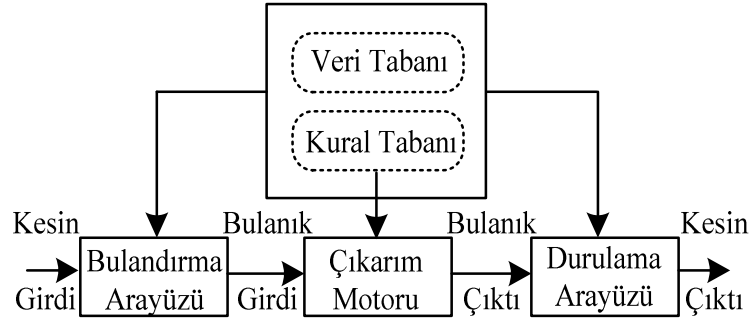 Veri Tabanı
Kural Tabanı
Kesin
Girdi
Bulandırma
Arayüzü
Bulanık
Girdi
Çıkarım
Motoru
Bulanık
Çıktı
Durulama
Arayüzü
Kesin
Çıktı